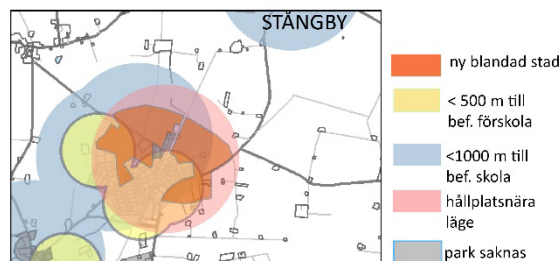 STÅNGBY
ny blandad stad
< 500 m till
bef. förskola
<1000 m till
bef. skola
hållplatsnära
läge
park saknas